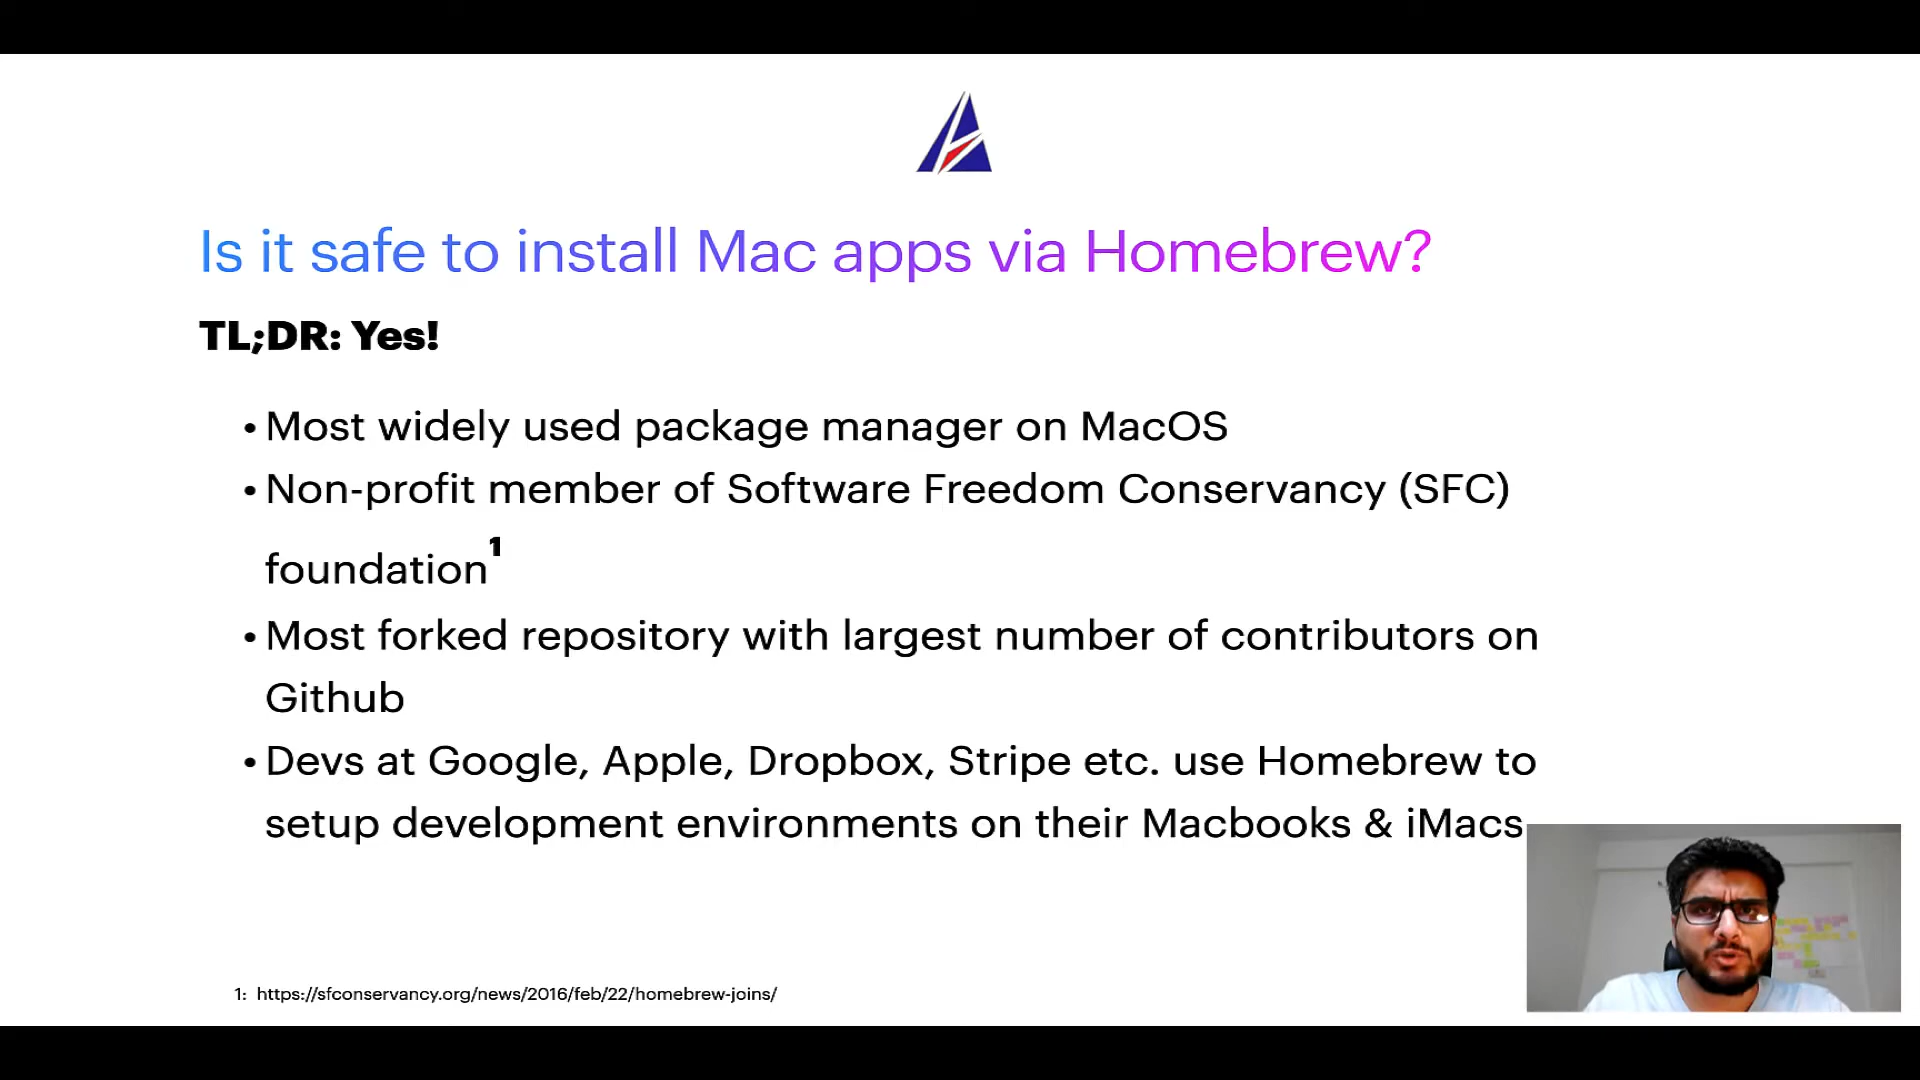 Is it safe to install Mac apps via Homebrew?
TL;DR: Yes!
• Most widely used package manager on MacOS
• Non-profit member of Software Freedom Conservancy (SFC)
foundation¹
• Most forked repository with largest number of contributors on
Github
• Devs at Google, Apple, Dropbox, Stripe etc. use Homebrew to
setup development environments on their Macbooks & iMacs
1: https://sfconservancy.org/news/2016/feb/22/homebrew-joins/